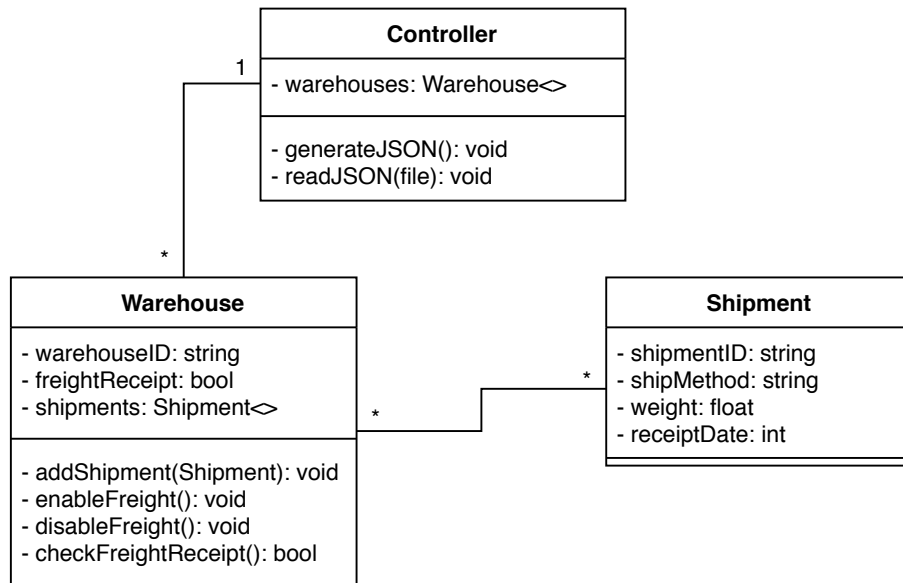 Controller
1
- warehouses: Warehouse<>
- generateJSON(): void
- readJSON(file): void
*
Warehouse
- warehouseID: string
- freightReceipt: bool
- shipments: Shipment<>
*
- addShipment(Shipment): void
- enableFreight(): void
- disableFreight(): void
- checkFreightReceipt(): bool
*
Shipment
- shipmentID: string
- shipMethod: string
- weight: float
- receiptDate: int